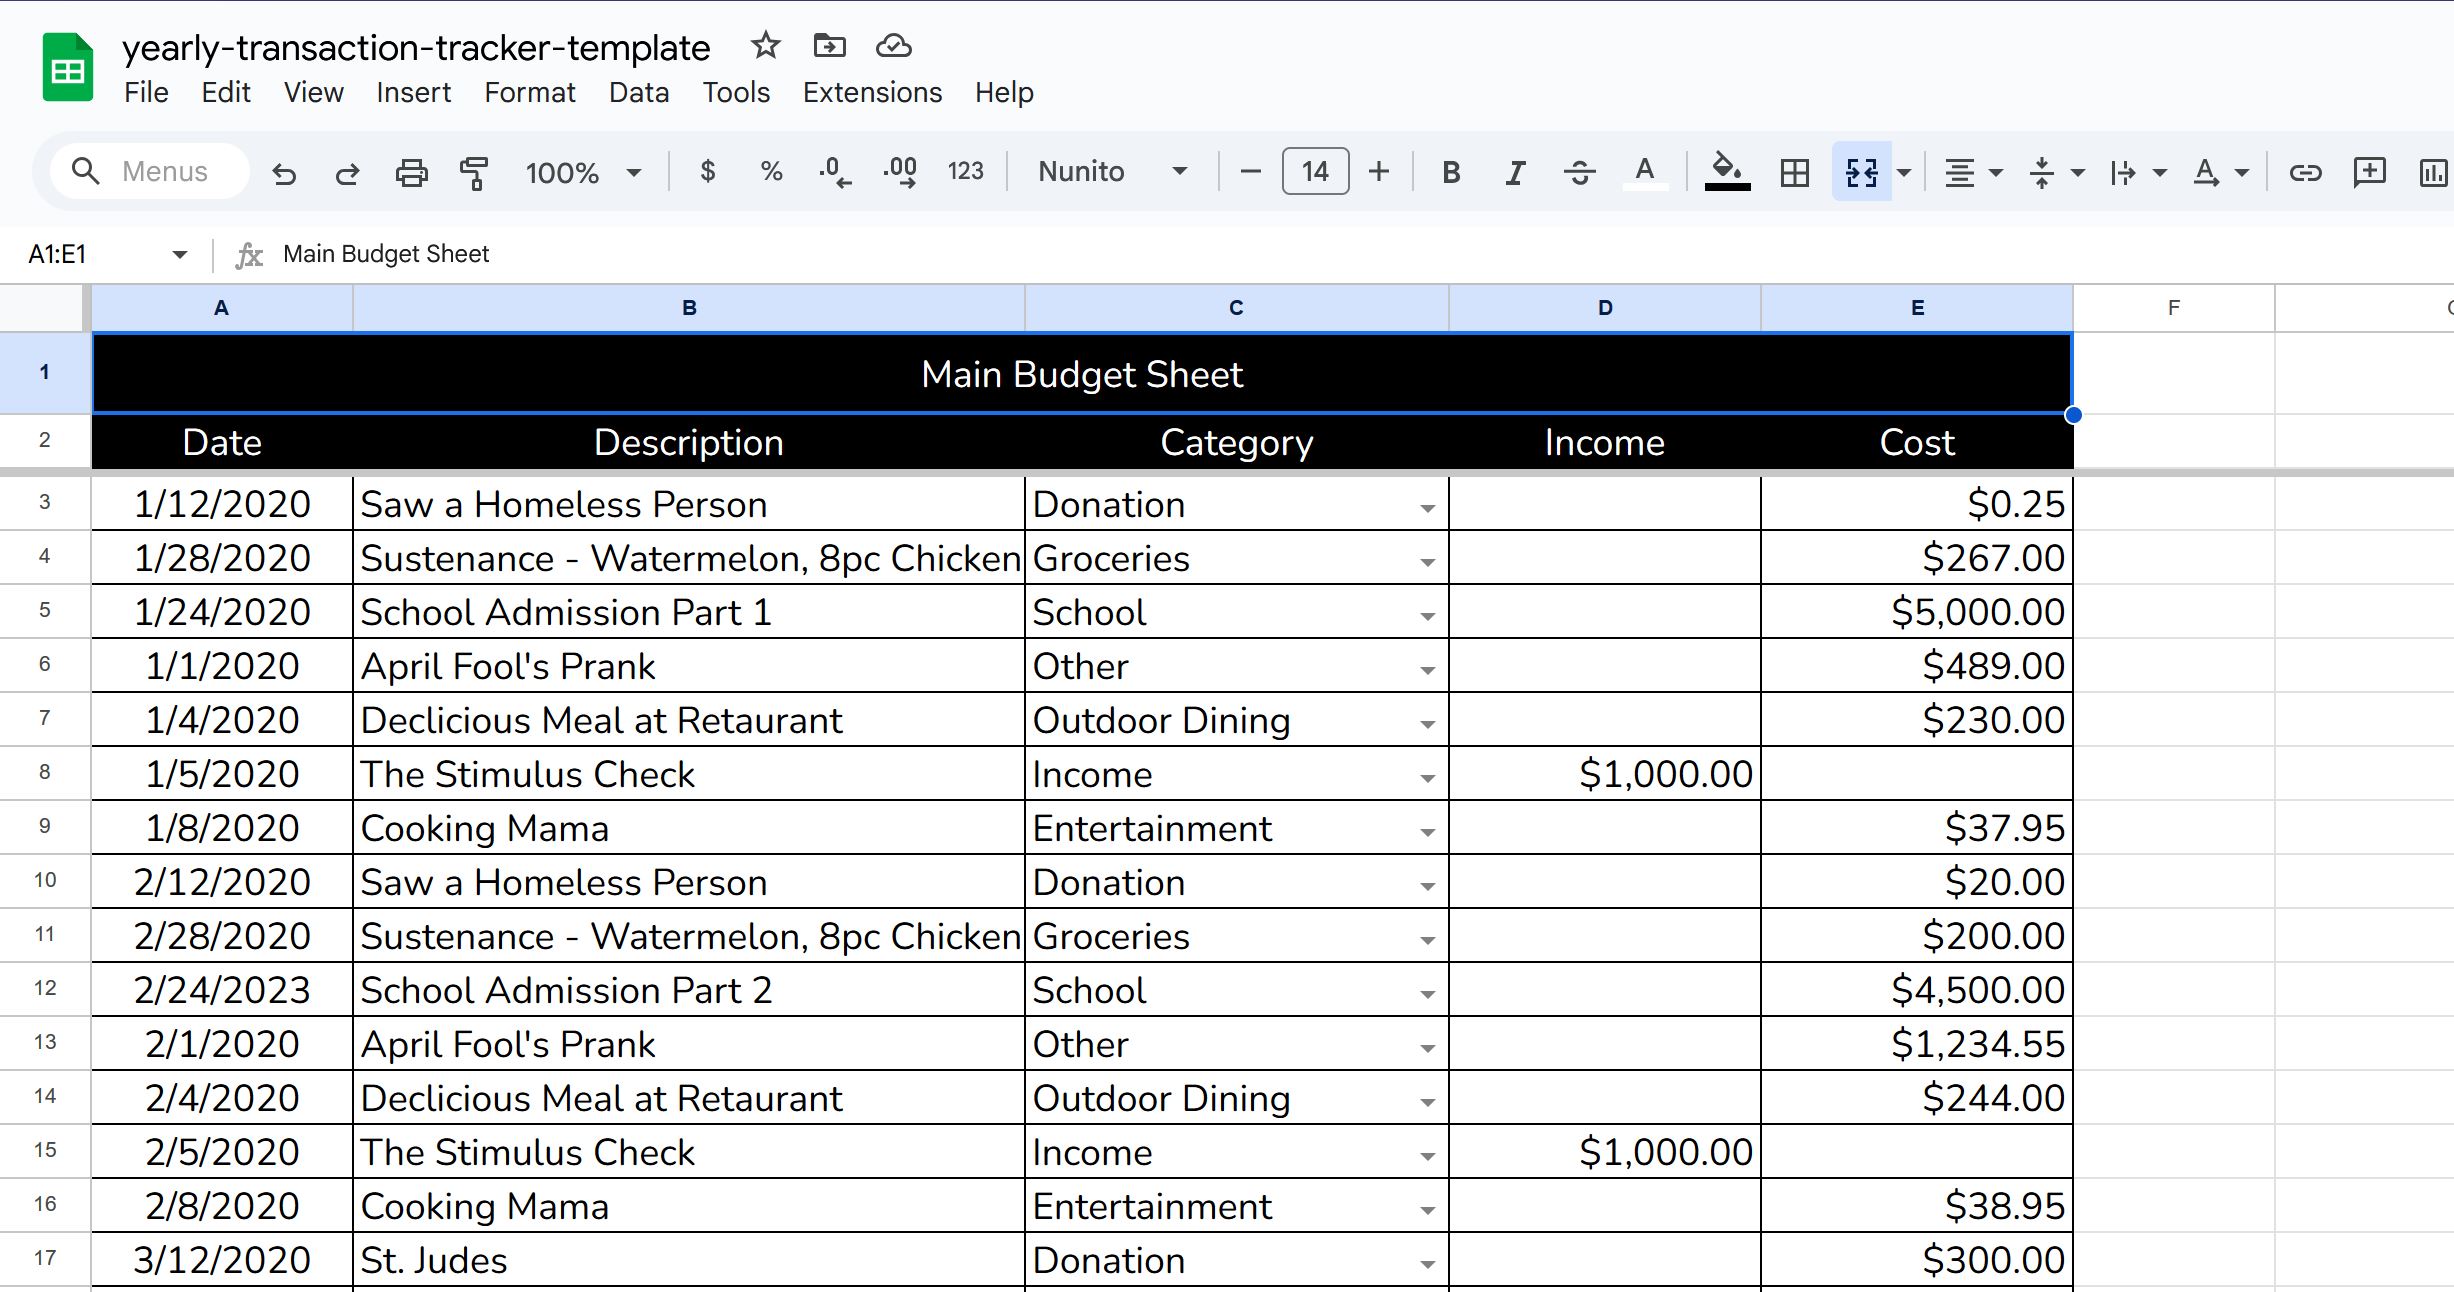 yearly-transaction-tracker-template
File Edit View Insert Format Data Tools Extensions Help
Menus 100% $ % .0 .00 123 Nunito 14 B I S A A
A1:E1 fx Main Budget Sheet
A B C D E F
1 Main Budget Sheet
2 Date Description Category Income Cost
3 1/12/2020 Saw a Homeless Person Donation $0.25
4 1/28/2020 Sustenance - Watermelon, 8pc Chicken Groceries $267.00
5 1/24/2020 School Admission Part 1 School $5,000.00
6 1/1/2020 April Fool's Prank Other $489.00
7 1/4/2020 Declicious Meal at Retaurant Outdoor Dining $230.00
8 1/5/2020 The Stimulus Check Income $1,000.00
9 1/8/2020 Cooking Mama Entertainment $37.95
10 2/12/2020 Saw a Homeless Person Donation $20.00
11 2/28/2020 Sustenance - Watermelon, 8pc Chicken Groceries $200.00
12 2/24/2023 School Admission Part 2 School $4,500.00
13 2/1/2020 April Fool's Prank Other $1,234.55
14 2/4/2020 Declicious Meal at Retaurant Outdoor Dining $244.00
15 2/5/2020 The Stimulus Check Income $1,000.00
16 2/8/2020 Cooking Mama Entertainment $38.95
17 3/12/2020 St. Judes Donation $300.00